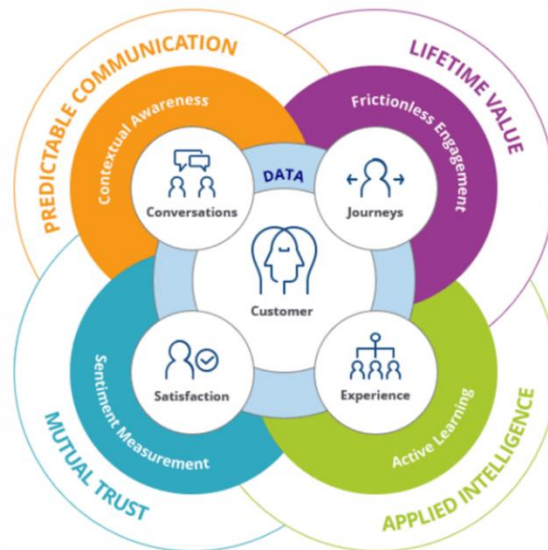 PREDICTABLE COMMUNICATION
LIFETIME VALUE
Contextual Awareness
Frictionless Engagement
DATA
Conversations
Journeys
Customer
Satisfaction
Experience
Sentiment Measurement
Active Learning
MUTUAL TRUST
APPLIED INTELLIGENCE